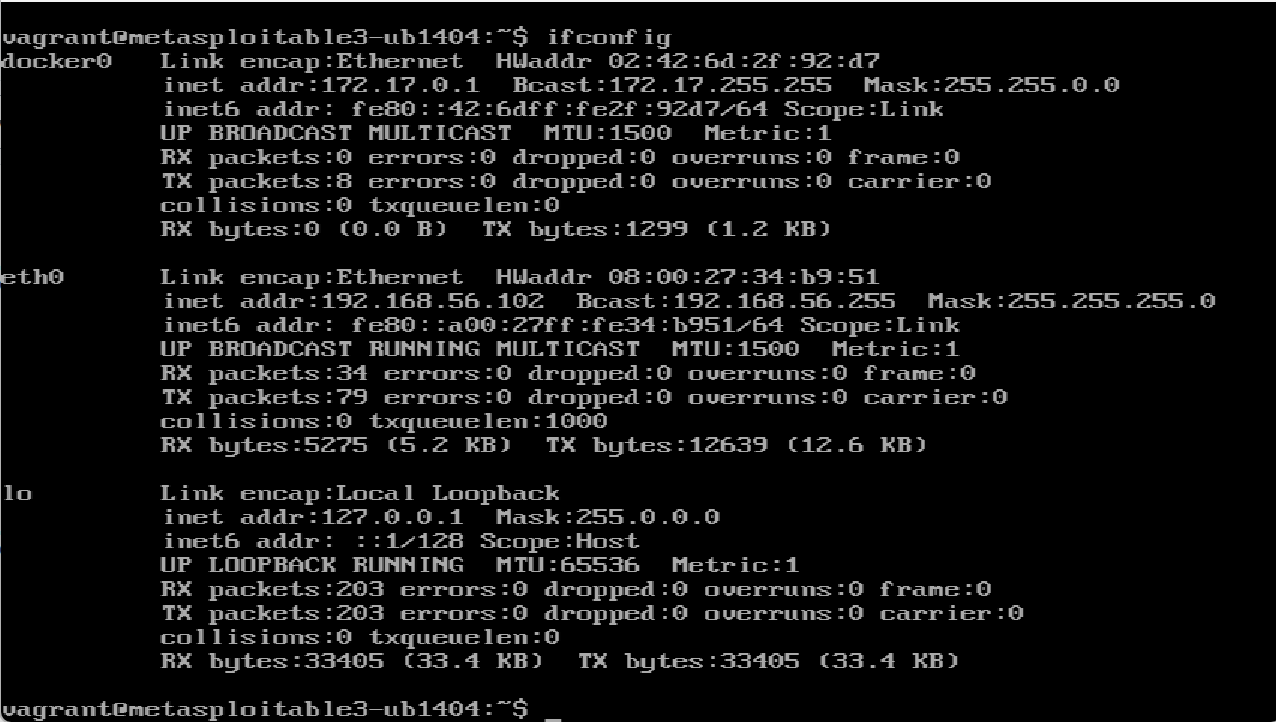 vagrant@metasploitable3-ub1404:~$ ifconfig
docker0   Link encap:Ethernet  HWaddr 02:42:6d:2f:92:d7
          inet addr:172.17.0.1  Bcast:172.17.255.255  Mask:255.255.0.0
          inet6 addr: fe80::42:6dff:fe2f:92d7/64 Scope:Link
          UP BROADCAST MULTICAST  MTU:1500  Metric:1
          RX packets:0 errors:0 dropped:0 overruns:0 frame:0
          TX packets:8 errors:0 dropped:0 overruns:0 carrier:0
          collisions:0 txqueuelen:0
          RX bytes:0 (0.0 B)  TX bytes:1299 (1.2 KB)

eth0      Link encap:Ethernet  HWaddr 08:00:27:34:b9:51
          inet addr:192.168.56.102  Bcast:192.168.56.255  Mask:255.255.255.0
          inet6 addr: fe80::a00:27ff:fe34:b951/64 Scope:Link
          UP BROADCAST RUNNING MULTICAST  MTU:1500  Metric:1
          RX packets:34 errors:0 dropped:0 overruns:0 frame:0
          TX packets:79 errors:0 dropped:0 overruns:0 carrier:0
          collisions:0 txqueuelen:1000
          RX bytes:5275 (5.2 KB)  TX bytes:12639 (12.6 KB)

lo        Link encap:Local Loopback
          inet addr:127.0.0.1  Mask:255.0.0.0
          inet6 addr: ::1/128 Scope:Host
          UP LOOPBACK RUNNING  MTU:65536  Metric:1
          RX packets:203 errors:0 dropped:0 overruns:0 frame:0
          TX packets:203 errors:0 dropped:0 overruns:0 carrier:0
          collisions:0 txqueuelen:0
          RX bytes:33405 (33.4 KB)  TX bytes:33405 (33.4 KB)

vagrant@metasploitable3-ub1404:~$ _